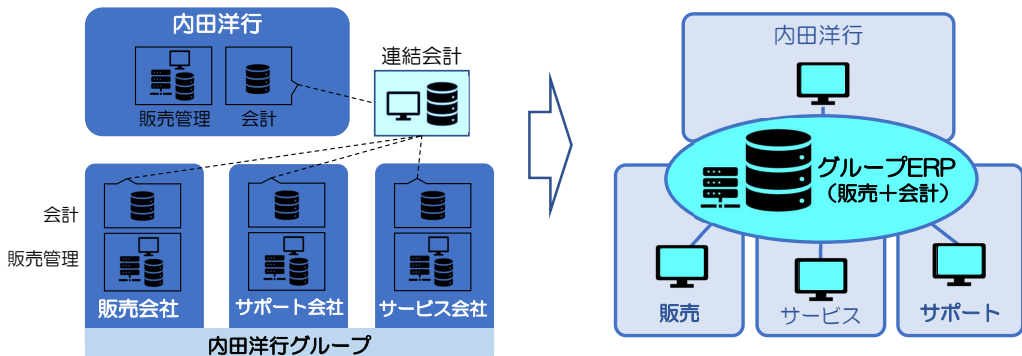 内田洋行
販売管理
会計
連結会計
会計
販売管理
販売会社
サポート会社
サービス会社
内田洋行グループ
内田洋行
グループERP
（販売＋会計）
販売
サービス
サポート